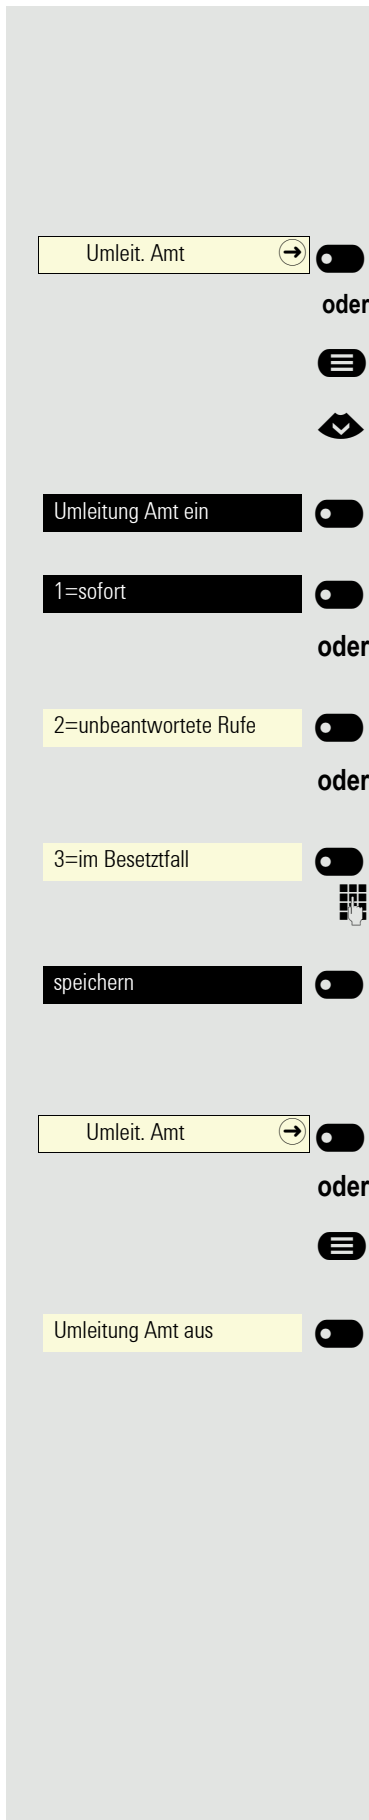 Umleit. Amt
oder
Umleitung Amt ein
1=sofort
oder
2=unbeantwortete Rufe
oder
3=im Besetztfall
speichern
Umleit. Amt
oder
Umleitung Amt aus